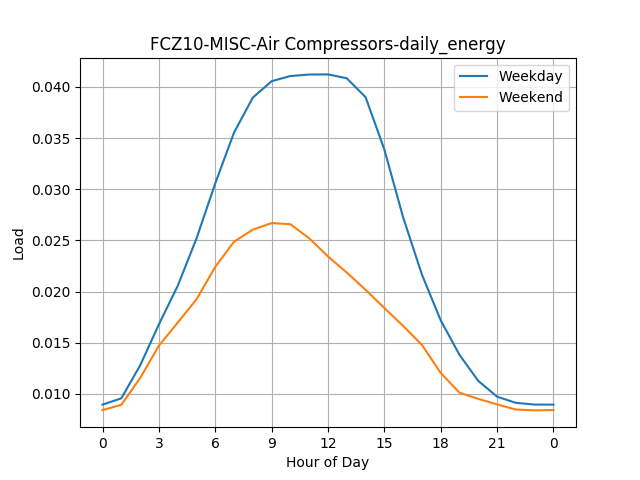 FCZ10-MISC-Air Compressors-daily_energy
Weekday
Weekend
0.040
0.035
0.030
0.025
0.020
0.015
0.010
Load
0 3 6 9 12 15 18 21 0
Hour of Day